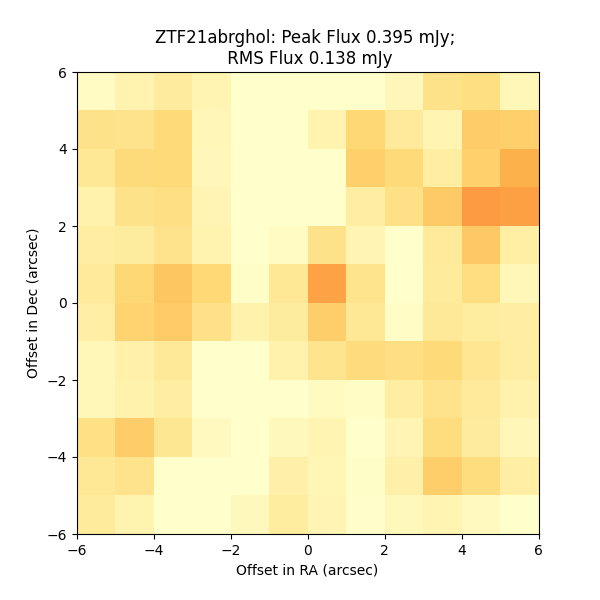 ZTF21abrghol: Peak Flux 0.395 mJy;
RMS Flux 0.138 mJy
6
4
2
0
−2
−4
−6
Offset in Dec (arcsec)
−6 −4 −2 0 2 4 6
Offset in RA (arcsec)